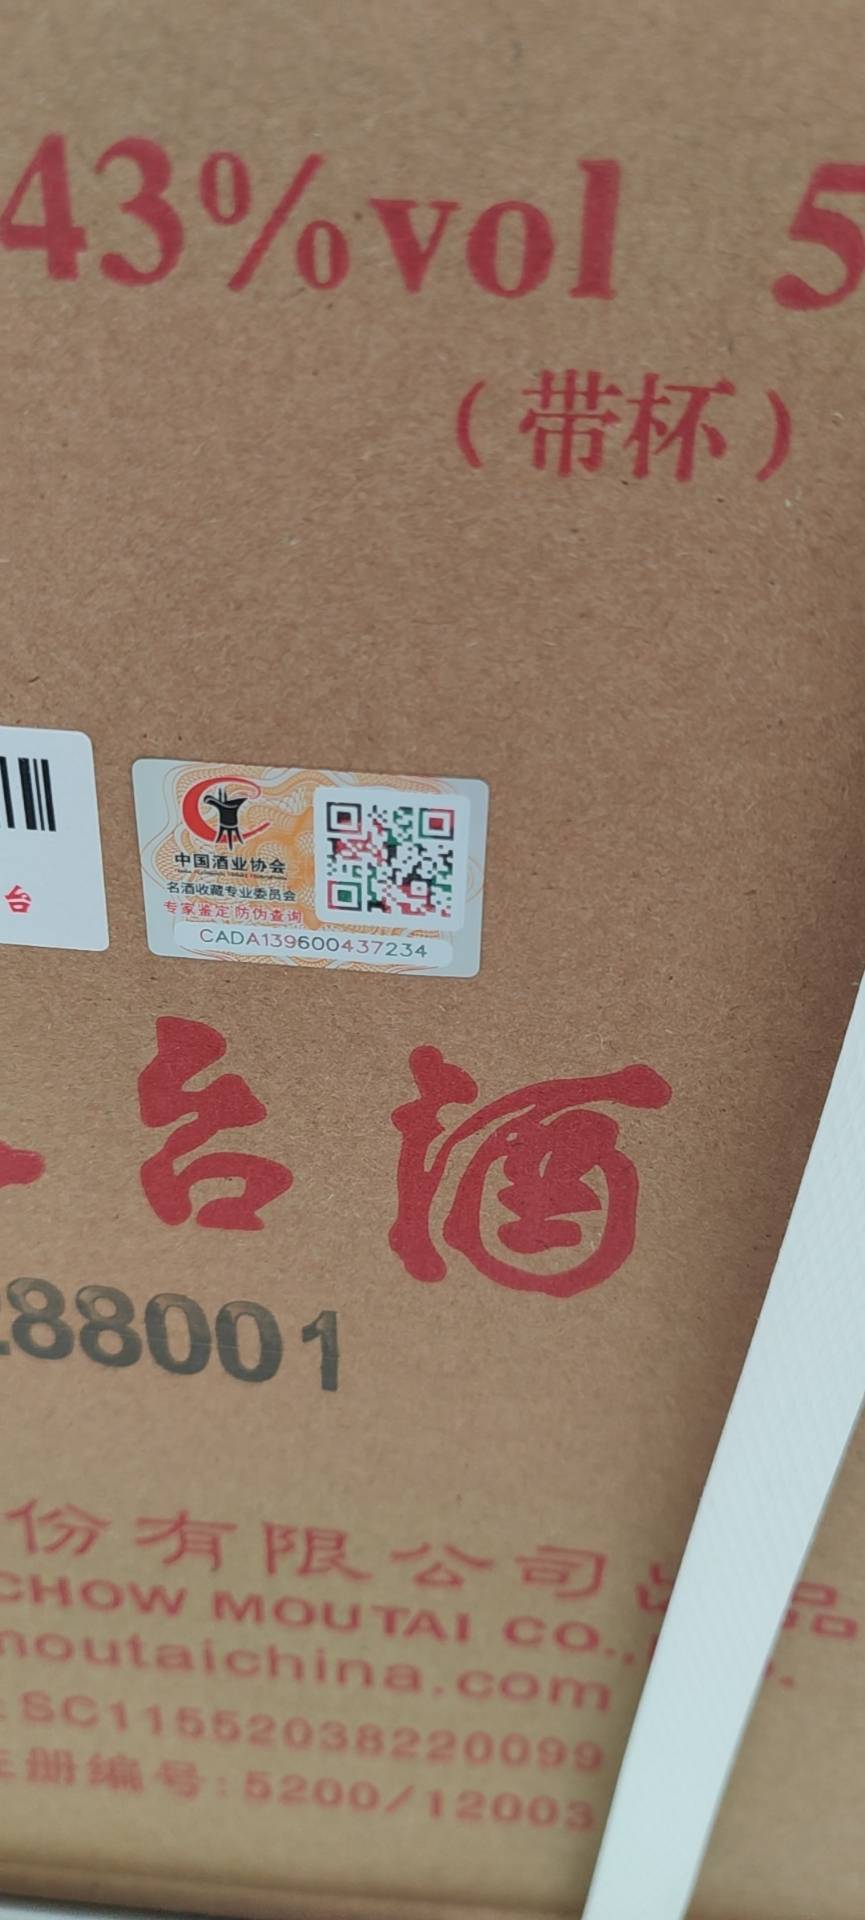 43%vol 5
（带杯）
中国酒业协会
名酒收藏专业委员会
专家鉴定 防伪查询
CADA139600437234
台
台酒
288001
份有限公司出品
CHOW MOUTAI CO.,
moutaichina.com
: SC11552038220099
注册编号: 5200/12003